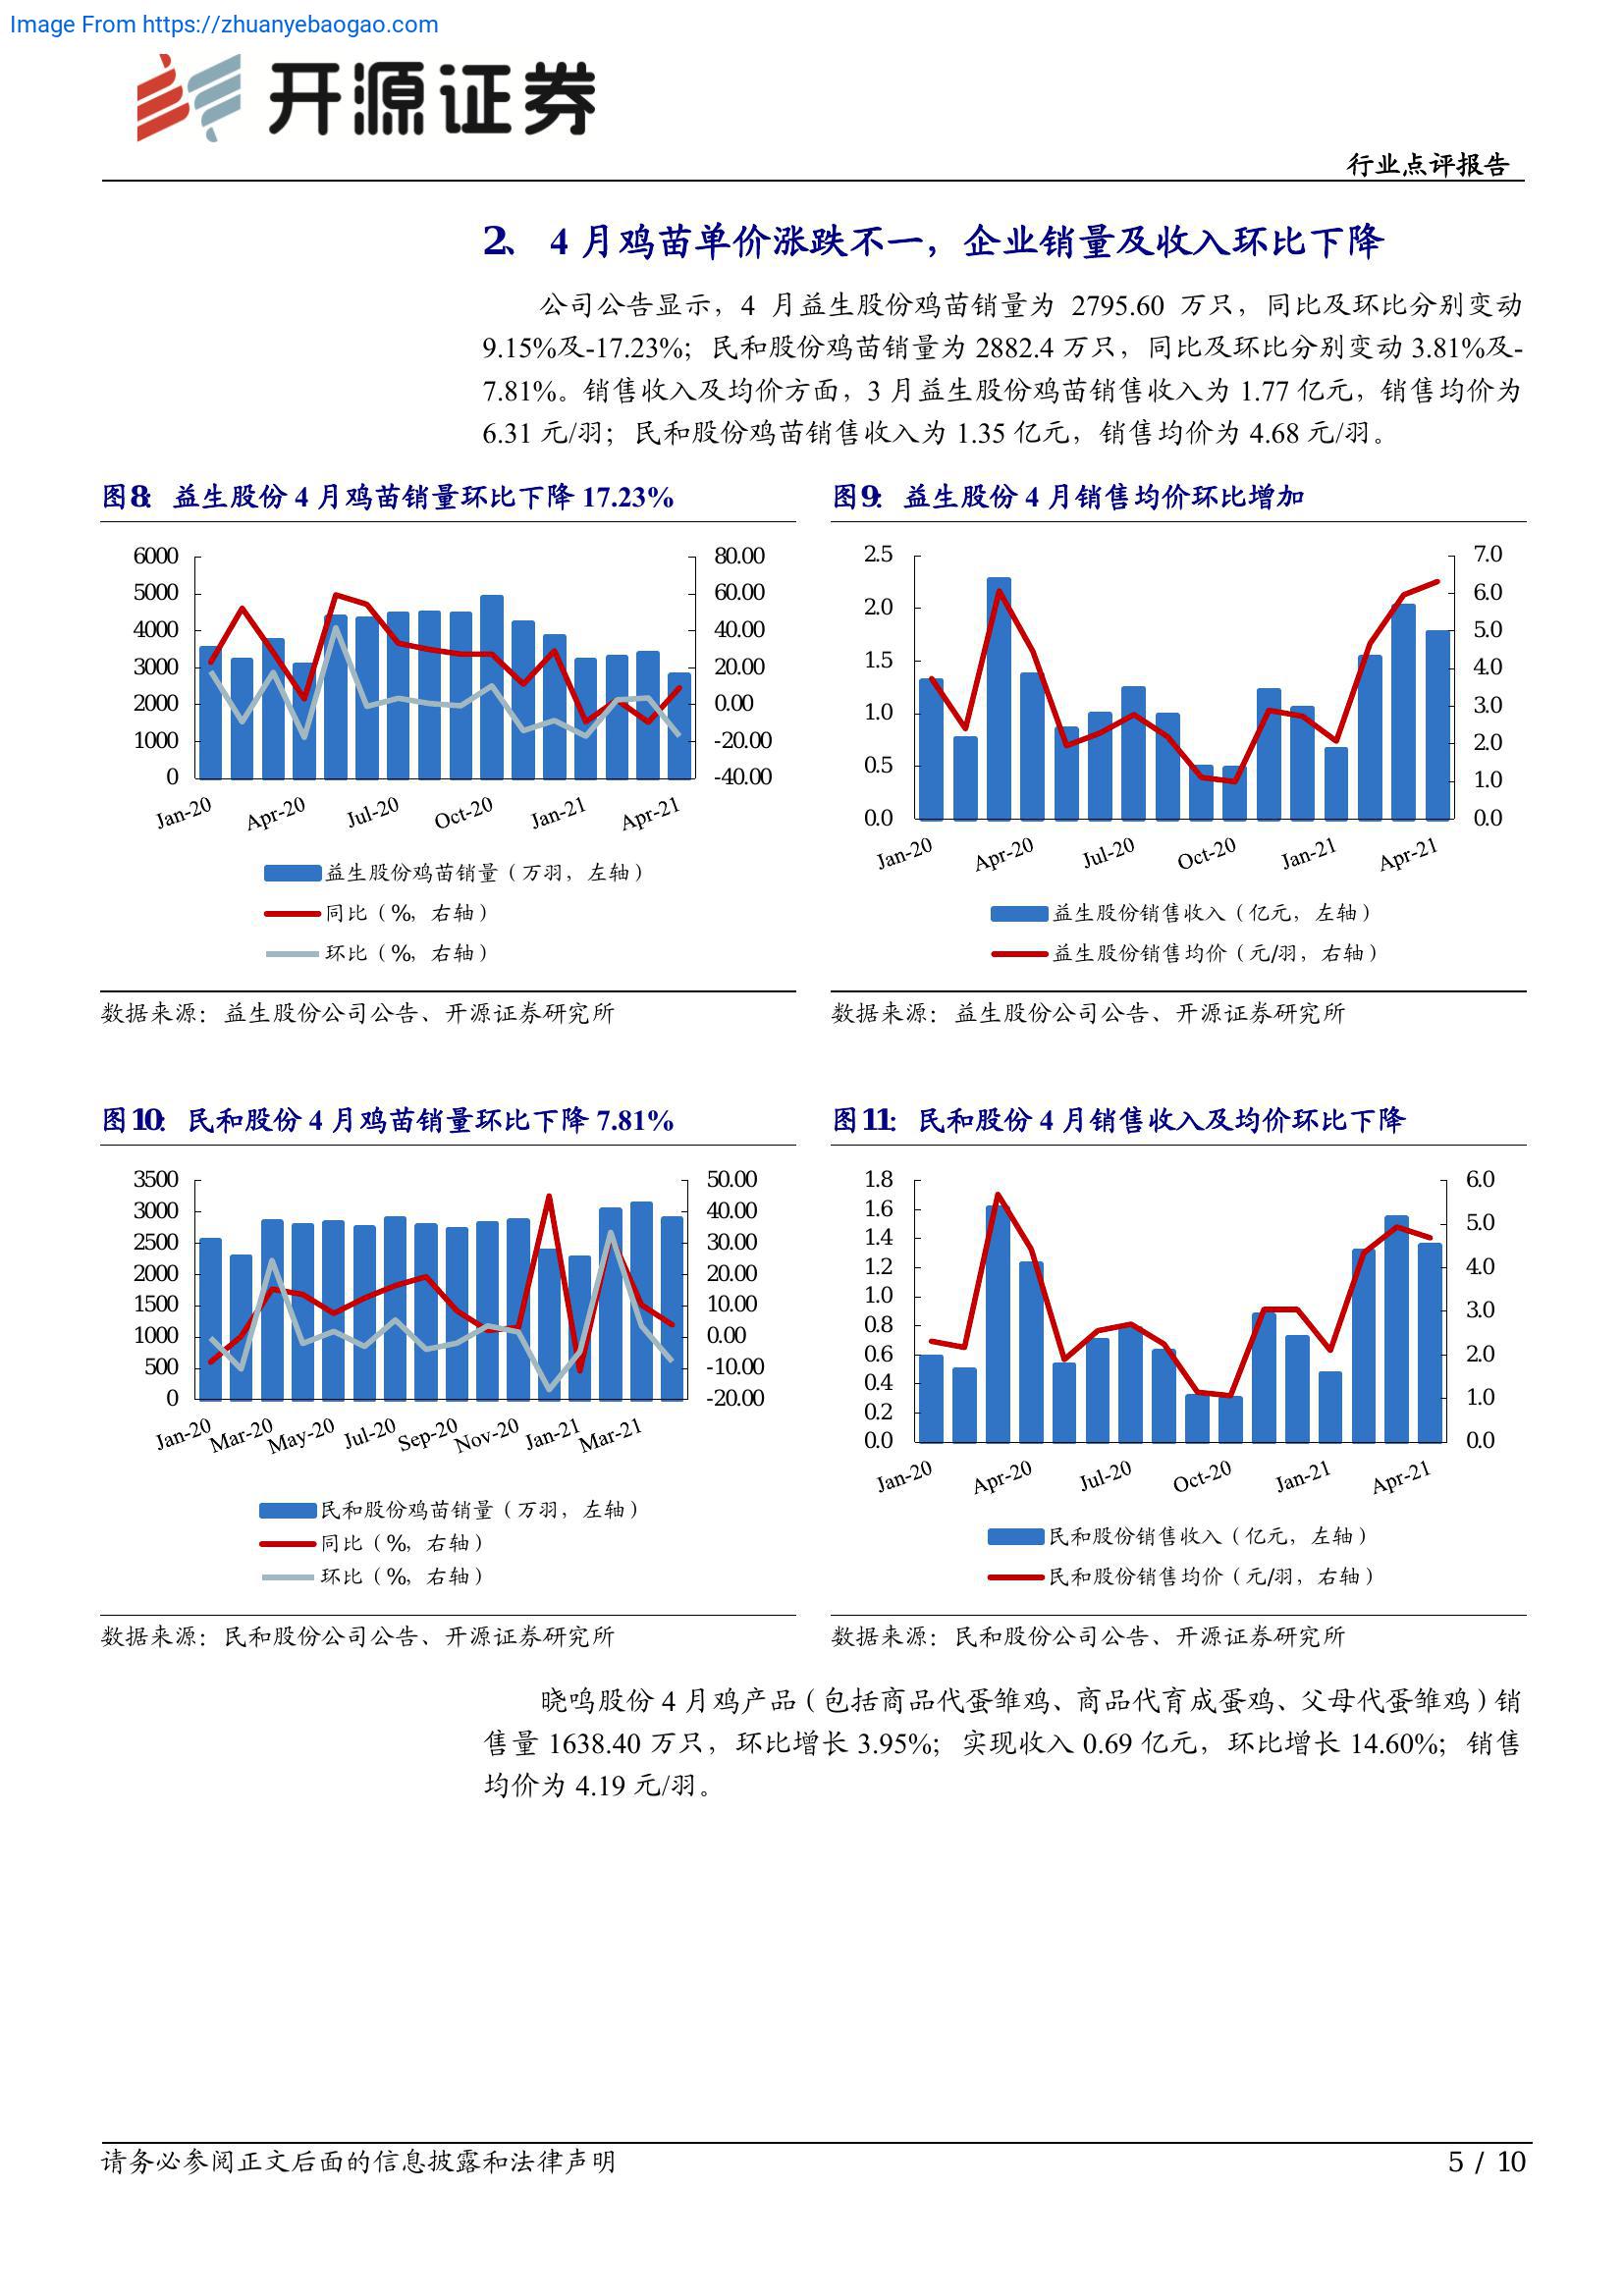 Image From https://zhuanyebaogao.com
开源证券
行业点评报告
2、 4 月鸡苗单价涨跌不一，企业销量及收入环比下降
公司公告显示，4 月益生股份鸡苗销量为 2795.60 万只，同比及环比分别变动
9.15%及-17.23%；民和股份鸡苗销量为 2882.4 万只，同比及环比分别变动 3.81%及-
7.81%。销售收入及均价方面，3 月益生股份鸡苗销售收入为 1.77 亿元，销售均价为
6.31 元/羽；民和股份鸡苗销售收入为 1.35 亿元，销售均价为 4.68 元/羽。
图8：益生股份 4 月鸡苗销量环比下降 17.23%
6000
5000
4000
3000
2000
1000
0
80.00
60.00
40.00
20.00
0.00
-20.00
-40.00
Jan-20 Apr-20 Jul-20 Oct-20 Jan-21 Apr-21
益生股份鸡苗销量（万羽，左轴）
同比（%，右轴）
环比（%，右轴）
数据来源：益生股份公司公告、开源证券研究所
图9：益生股份 4 月销售均价环比增加
2.5
2.0
1.5
1.0
0.5
0.0
7.0
6.0
5.0
4.0
3.0
2.0
1.0
0.0
Jan-20 Apr-20 Jul-20 Oct-20 Jan-21 Apr-21
益生股份销售收入（亿元，左轴）
益生股份销售均价（元/羽，右轴）
数据来源：益生股份公司公告、开源证券研究所
图10：民和股份 4 月鸡苗销量环比下降 7.81%
3500
3000
2500
2000
1500
1000
500
0
50.00
40.00
30.00
20.00
10.00
0.00
-10.00
-20.00
Jan-20 Mar-20 May-20 Jul-20 Sep-20 Nov-20 Jan-21 Mar-21
民和股份鸡苗销量（万羽，左轴）
同比（%，右轴）
环比（%，右轴）
数据来源：民和股份公司公告、开源证券研究所
图11：民和股份 4 月销售收入及均价环比下降
1.8
1.6
1.4
1.2
1.0
0.8
0.6
0.4
0.2
0.0
6.0
5.0
4.0
3.0
2.0
1.0
0.0
Jan-20 Apr-20 Jul-20 Oct-20 Jan-21 Apr-21
民和股份销售收入（亿元，左轴）
民和股份销售均价（元/羽，右轴）
数据来源：民和股份公司公告、开源证券研究所
晓鸣股份 4 月鸡产品（包括商品代蛋雏鸡、商品代育成蛋鸡、父母代蛋雏鸡）销
售量 1638.40 万只，环比增长 3.95%；实现收入 0.69 亿元，环比增长 14.60%；销售
均价为 4.19 元/羽。
请务必参阅正文后面的信息披露和法律声明
5 / 10